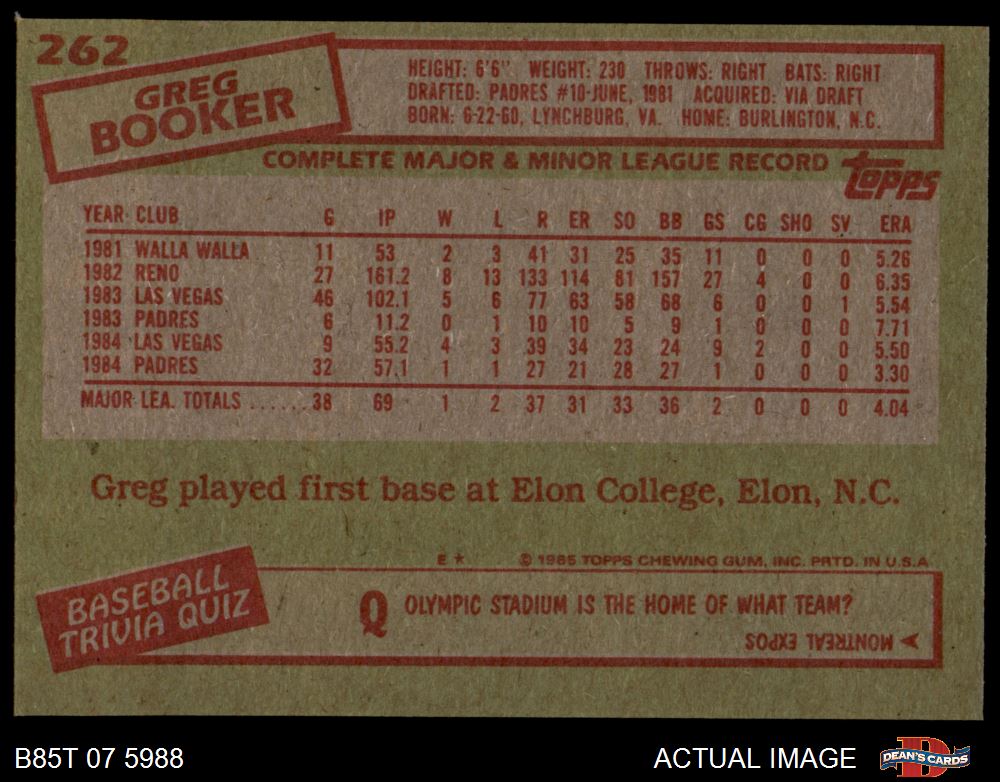 262
GREG
BOOKER
HEIGHT: 6'6" WEIGHT: 230 THROWS: RIGHT BATS: RIGHT
DRAFTED: PADRES #10-JUNE, 1981 ACQUIRED: VIA DRAFT
BORN: 6-22-60, LYNCHBURG, VA. HOME: BURLINGTON, N.C.
COMPLETE MAJOR & MINOR LEAGUE RECORD topps
YEAR CLUB G IP W L R ER SO BB GS CG SHO SV ERA
1981 WALLA WALLA 11 53 2 3 41 31 25 35 11 0 0 0 5.26
1982 RENO 27 161.2 8 13 133 114 81 157 27 4 0 0 6.35
1983 LAS VEGAS 46 102.1 5 6 77 63 58 68 6 0 0 1 5.54
1983 PADRES 6 11.2 0 1 10 10 5 9 1 0 0 0 7.71
1984 LAS VEGAS 9 55.2 4 3 39 34 23 24 9 2 0 0 5.50
1984 PADRES 32 57.1 1 1 27 21 28 27 1 0 0 0 3.30
MAJOR LEA. TOTALS ......38 69 1 2 37 31 33 36 2 0 0 0 4.04
Greg played first base at Elon College, Elon, N.C.
E* © 1985 TOPPS CHEWING GUM, INC. PRTD. IN U.S.A
BASEBALL
TRIVIA QUIZ
Q OLYMPIC STADIUM IS THE HOME OF WHAT TEAM?
MONTREAL EXPOS
B85T 07 5988 ACTUAL IMAGE DEAN'S CARDS